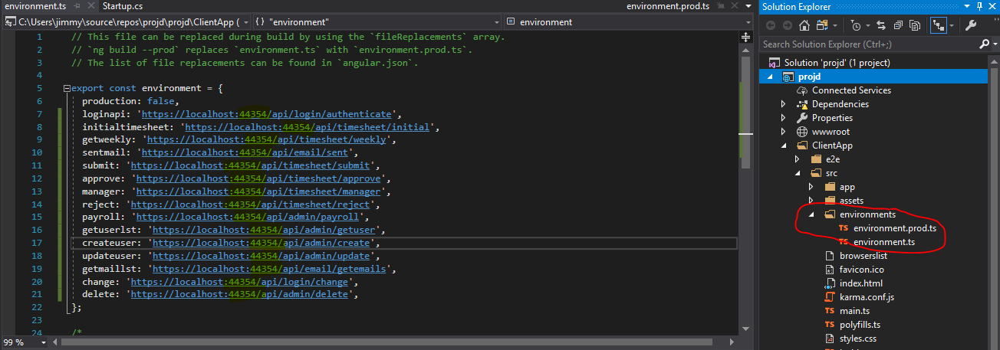 environment.ts Startup.cs environment.prod.ts
C:\Users\jimmy\source\repos\projd\projd\ClientApp ( "environment" environment
1 // This file can be replaced during build by using the `fileReplacements` array.
2 // `ng build --prod` replaces `environment.ts` with `environment.prod.ts`.
3 // The list of file replacements can be found in `angular.json`.
4
5 export const environment = {
6 production: false,
7 loginapi: 'https://localhost:44354/api/login/authenticate',
8 initialtimesheet: 'https://localhost:44354/api/timesheet/initial',
9 getweekly: 'https://localhost:44354/api/timesheet/weekly',
10 sentmail: 'https://localhost:44354/api/email/sent',
11 submit: 'https://localhost:44354/api/timesheet/submit',
12 approve: 'https://localhost:44354/api/timesheet/approve',
13 manager: 'https://localhost:44354/api/timesheet/manager',
14 reject: 'https://localhost:44354/api/timesheet/reject',
15 payroll: 'https://localhost:44354/api/admin/payroll',
16 getuserlst: 'https://localhost:44354/api/admin/getuser',
17 createuser: 'https://localhost:44354/api/admin/create',
18 updateuser: 'https://localhost:44354/api/admin/update',
19 getmaillst: 'https://localhost:44354/api/email/getemails',
20 change: 'https://localhost:44354/api/login/change',
21 delete: 'https://localhost:44354/api/admin/delete',
22 };
23
24 /*
99 %
Solution Explorer
Search Solution Explorer (Ctrl+;)
Solution 'projd' (1 project)
projd
Connected Services
Dependencies
Properties
wwwroot
ClientApp
e2e
src
app
assets
environments
TS environment.prod.ts
TS environment.ts
browserslist
favicon.ico
index.html
karma.conf.js
TS main.ts
TS polyfills.ts
styles.css